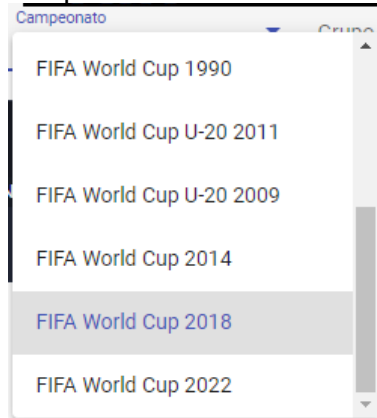 Campeonato
Grupo
FIFA World Cup 1990
FIFA World Cup U-20 2011
FIFA World Cup U-20 2009
FIFA World Cup 2014
FIFA World Cup 2018
FIFA World Cup 2022